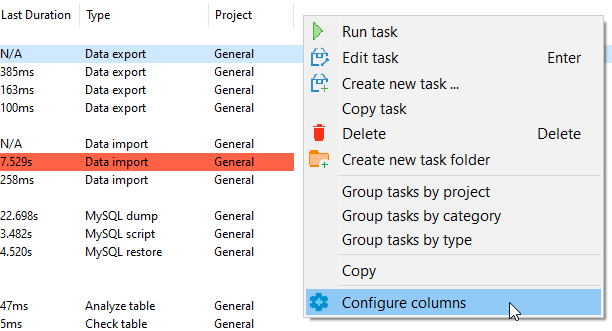 Last Duration Type Project
N/A Data export General
385ms Data export General
163ms Data export General
100ms Data export General
N/A Data import General
7.529s Data import General
258ms Data import General
22.698s MySQL dump General
3.482s MySQL script General
4.520s MySQL restore General
47ms Analyze table General
5ms Check table General
Run task
Edit task Enter
Create new task ...
Copy task
Delete Delete
Create new task folder
Group tasks by project
Group tasks by category
Group tasks by type
Copy
Configure columns